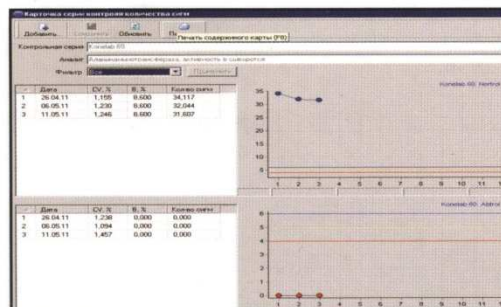 Карточка серии контроля количества сигм
Добавить Сохранить Обновить Печать содержимого карты (F8)
Контрольная серия Konelab 60
Аналит Аланинаминотрансфераза, активность в сыворотке
Фильтр Все Применить
Дата CV, % B, % Кол-во сигм
1 26.04.11 1,155 8,600 34,117
2 06.05.11 1,230 8,600 32,044
3 11.05.11 1,246 8,600 31,607
Konelab 60.
35
30
25
20
15
10
5
1 2 3 4 5 6 7 8 9 10 11
Дата CV, % B, % Кол-во сигм
1 26.04.11 1,238 0,000 0,000
2 06.05.11 1,094 0,000 0,000
3 11.05.11 1,457 0,000 0,000
Konelab 60.
6
5
4
3
2
1
0
1 2 3 4 5 6 7 8 9 10 11